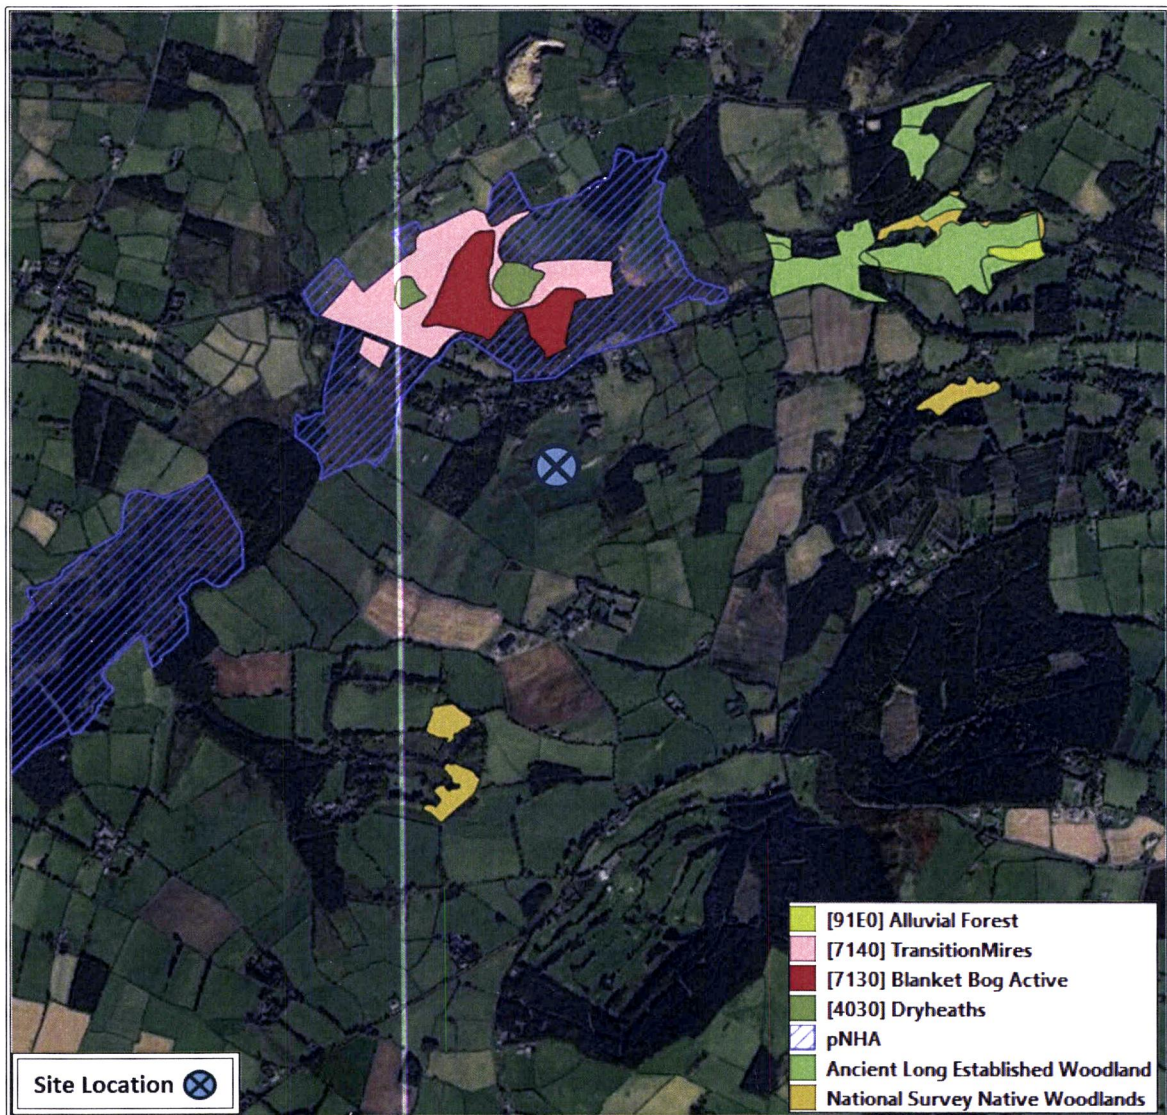 [91E0] Alluvial Forest
[7140] TransitionMires
[7130] Blanket Bog Active
[4030] Dryheaths
pNHA
Ancient Long Established Woodland
National Survey Native Woodlands
Site Location